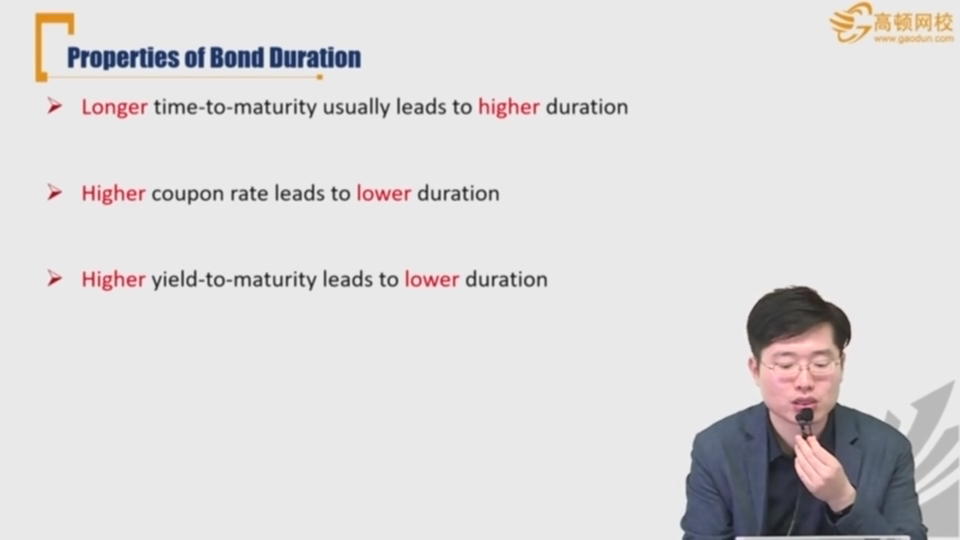 高顿网校
www.gaodun.com
Properties of Bond Duration
Longer time-to-maturity usually leads to higher duration
Higher coupon rate leads to lower duration
Higher yield-to-maturity leads to lower duration